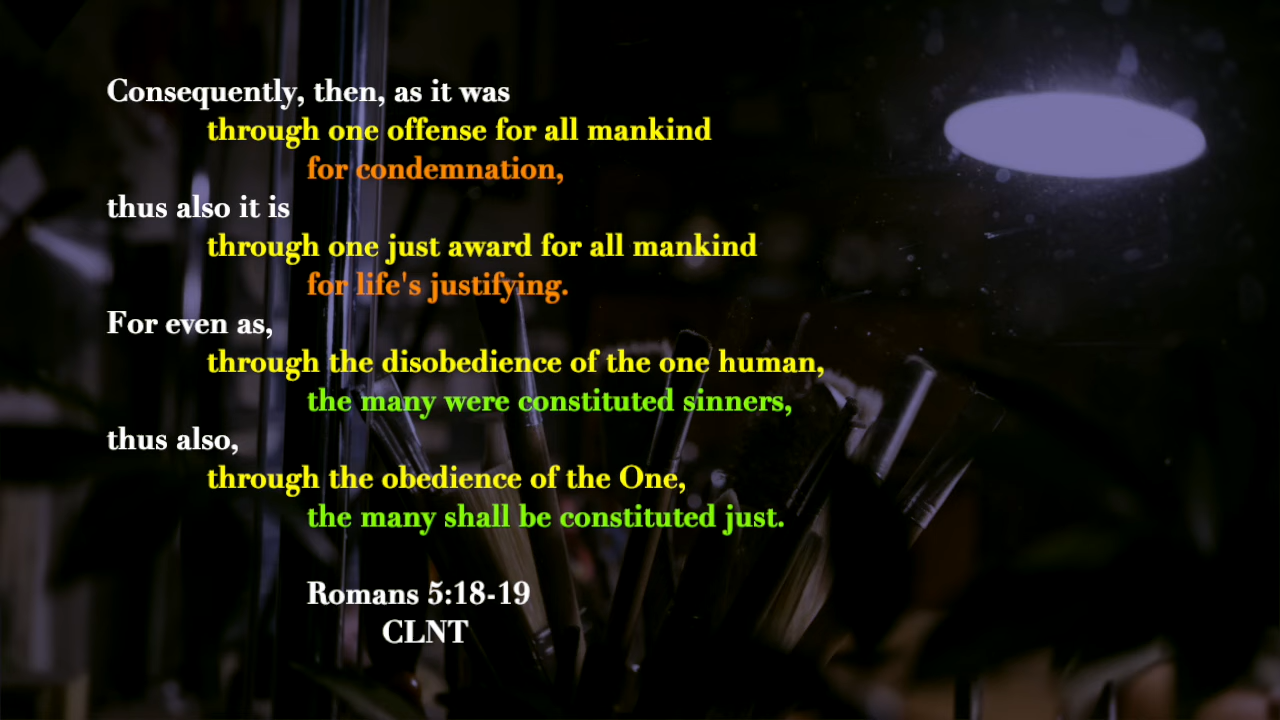 Consequently, then, as it was
through one offense for all mankind
for condemnation,
thus also it is
through one just award for all mankind
for life's justifying.
For even as,
through the disobedience of the one human,
the many were constituted sinners,
thus also,
through the obedience of the One,
the many shall be constituted just.
Romans 5:18-19
CLNT